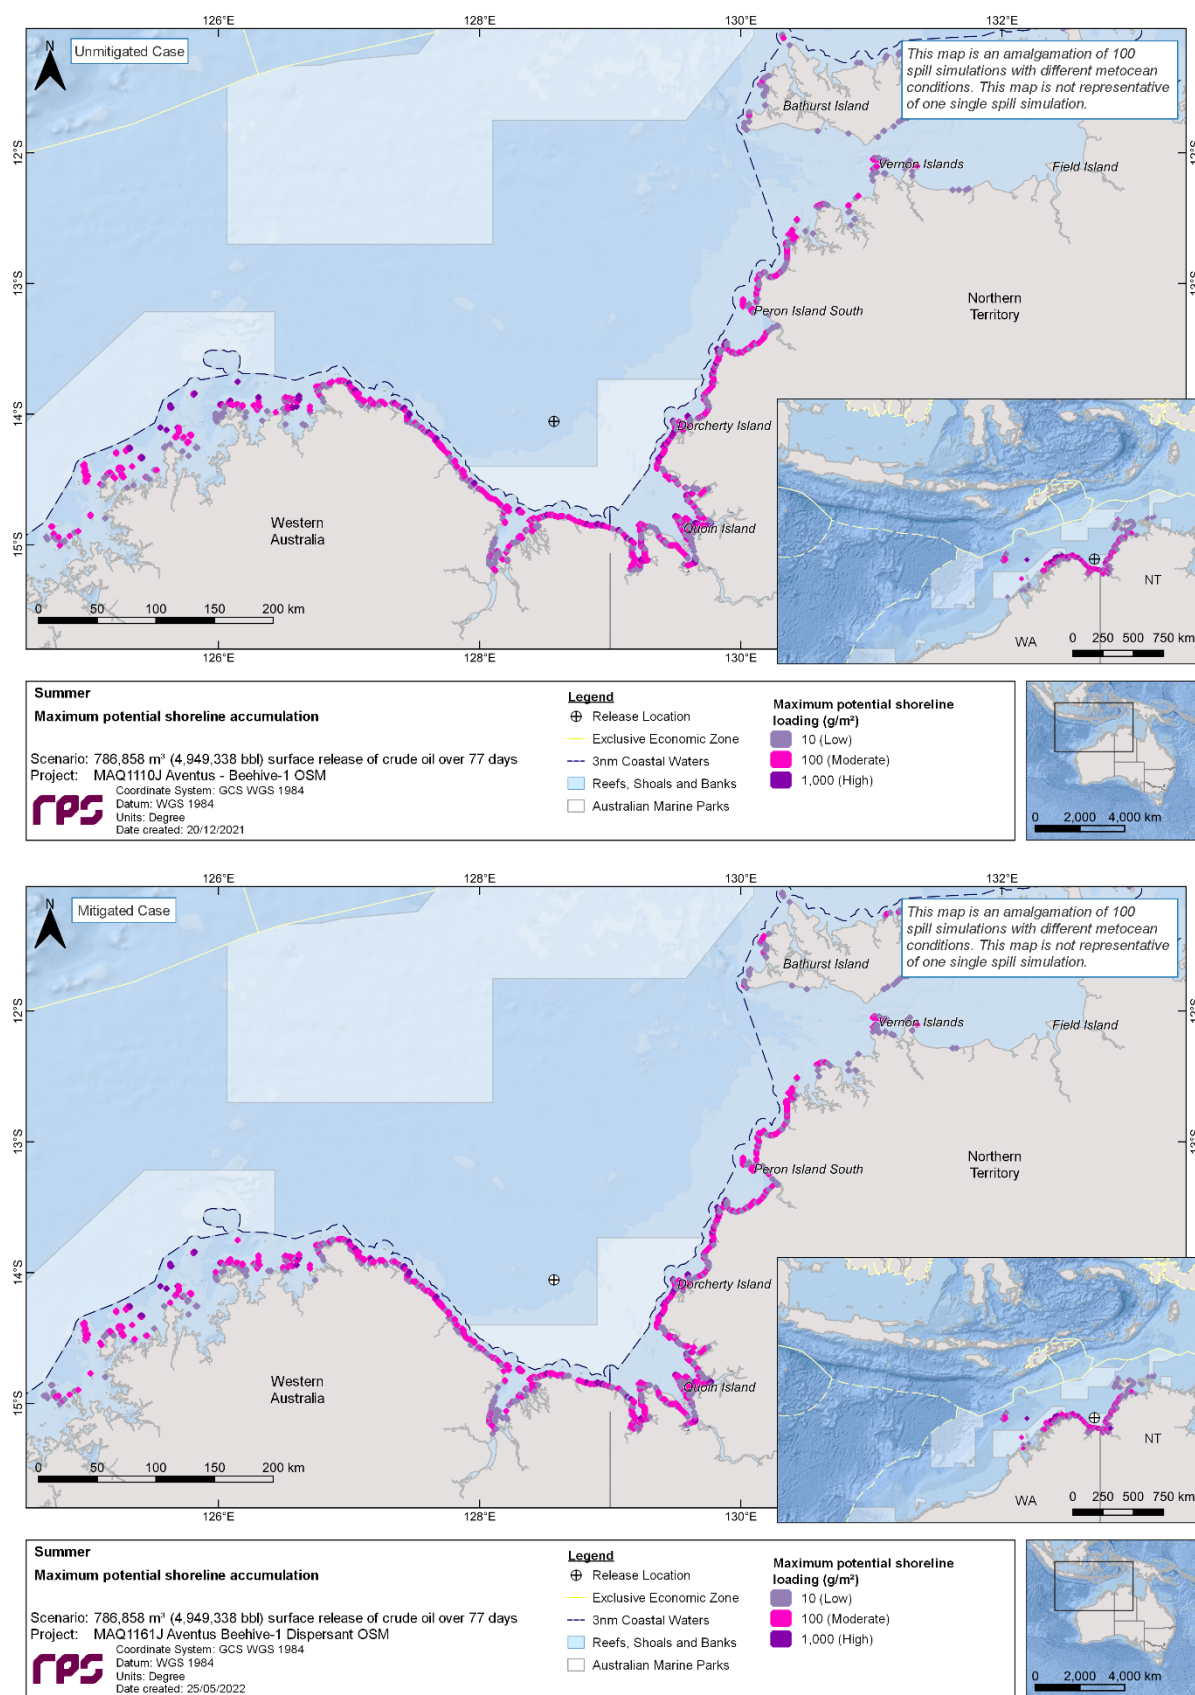 126°E
128°E
130°E
132°E
Unmitigated Case
N
This map is an amalgamation of 100
spill simulations with different metocean
conditions. This map is not representative
of one single spill simulation.
Bathurst Island
12°S
12°S
Vernon Islands
Field Island
13°S
13°S
Northern
Territory
Peron Island South
14°S
Dorcherty Island
Western
Australia
Quoin Island
15°S
NT
WA
0 50 100 150 200 km
0 250 500 750 km
126°E
128°E
130°E
Summer
Maximum potential shoreline accumulation
Scenario: 786,858 m³ (4,949,338 bbl) surface release of crude oil over 77 days
Project: MAQ1110J Aventus - Beehive-1 OSM
rps
Coordinate System: GCS WGS 1984
Datum: WGS 1984
Units: Degree
Date created: 20/12/2021
Legend
Release Location
Exclusive Economic Zone
3nm Coastal Waters
Reefs, Shoals and Banks
Australian Marine Parks
Maximum potential shoreline
loading (g/m²)
10 (Low)
100 (Moderate)
1,000 (High)
0 2,000 4,000 km
126°E
128°E
130°E
132°E
Mitigated Case
N
This map is an amalgamation of 100
spill simulations with different metocean
conditions. This map is not representative
of one single spill simulation.
Bathurst Island
12°S
12°S
Vernon Islands
Field Island
13°S
13°S
Northern
Territory
Peron Island South
14°S
Dorcherty Island
Western
Australia
Quoin Island
15°S
NT
WA
0 50 100 150 200 km
0 250 500 750 km
126°E
128°E
130°E
Summer
Maximum potential shoreline accumulation
Scenario: 786,858 m³ (4,949,338 bbl) surface release of crude oil over 77 days
Project: MAQ1161J Aventus Beehive-1 Dispersant OSM
rps
Coordinate System: GCS WGS 1984
Datum: WGS 1984
Units: Degree
Date created: 25/05/2022
Legend
Release Location
Exclusive Economic Zone
3nm Coastal Waters
Reefs, Shoals and Banks
Australian Marine Parks
Maximum potential shoreline
loading (g/m²)
10 (Low)
100 (Moderate)
1,000 (High)
0 2,000 4,000 km